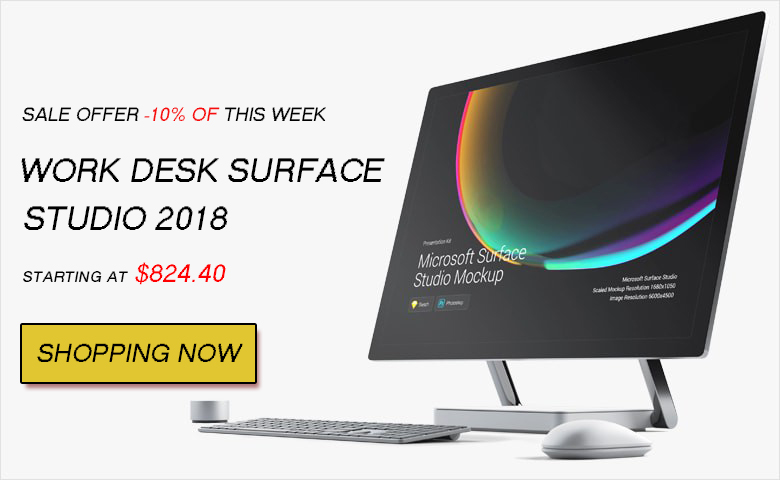 SALE OFFER -10% OF THIS WEEK
WORK DESK SURFACE
STUDIO 2018
STARTING AT $824.40
SHOPPING NOW
Presentation Kit
Microsoft Surface
Studio Mockup
Sketch
Photoshop
Microsoft Surface Studio
Scaled Mockup Resolution 1680x1050
Image Resolution 6000x4500